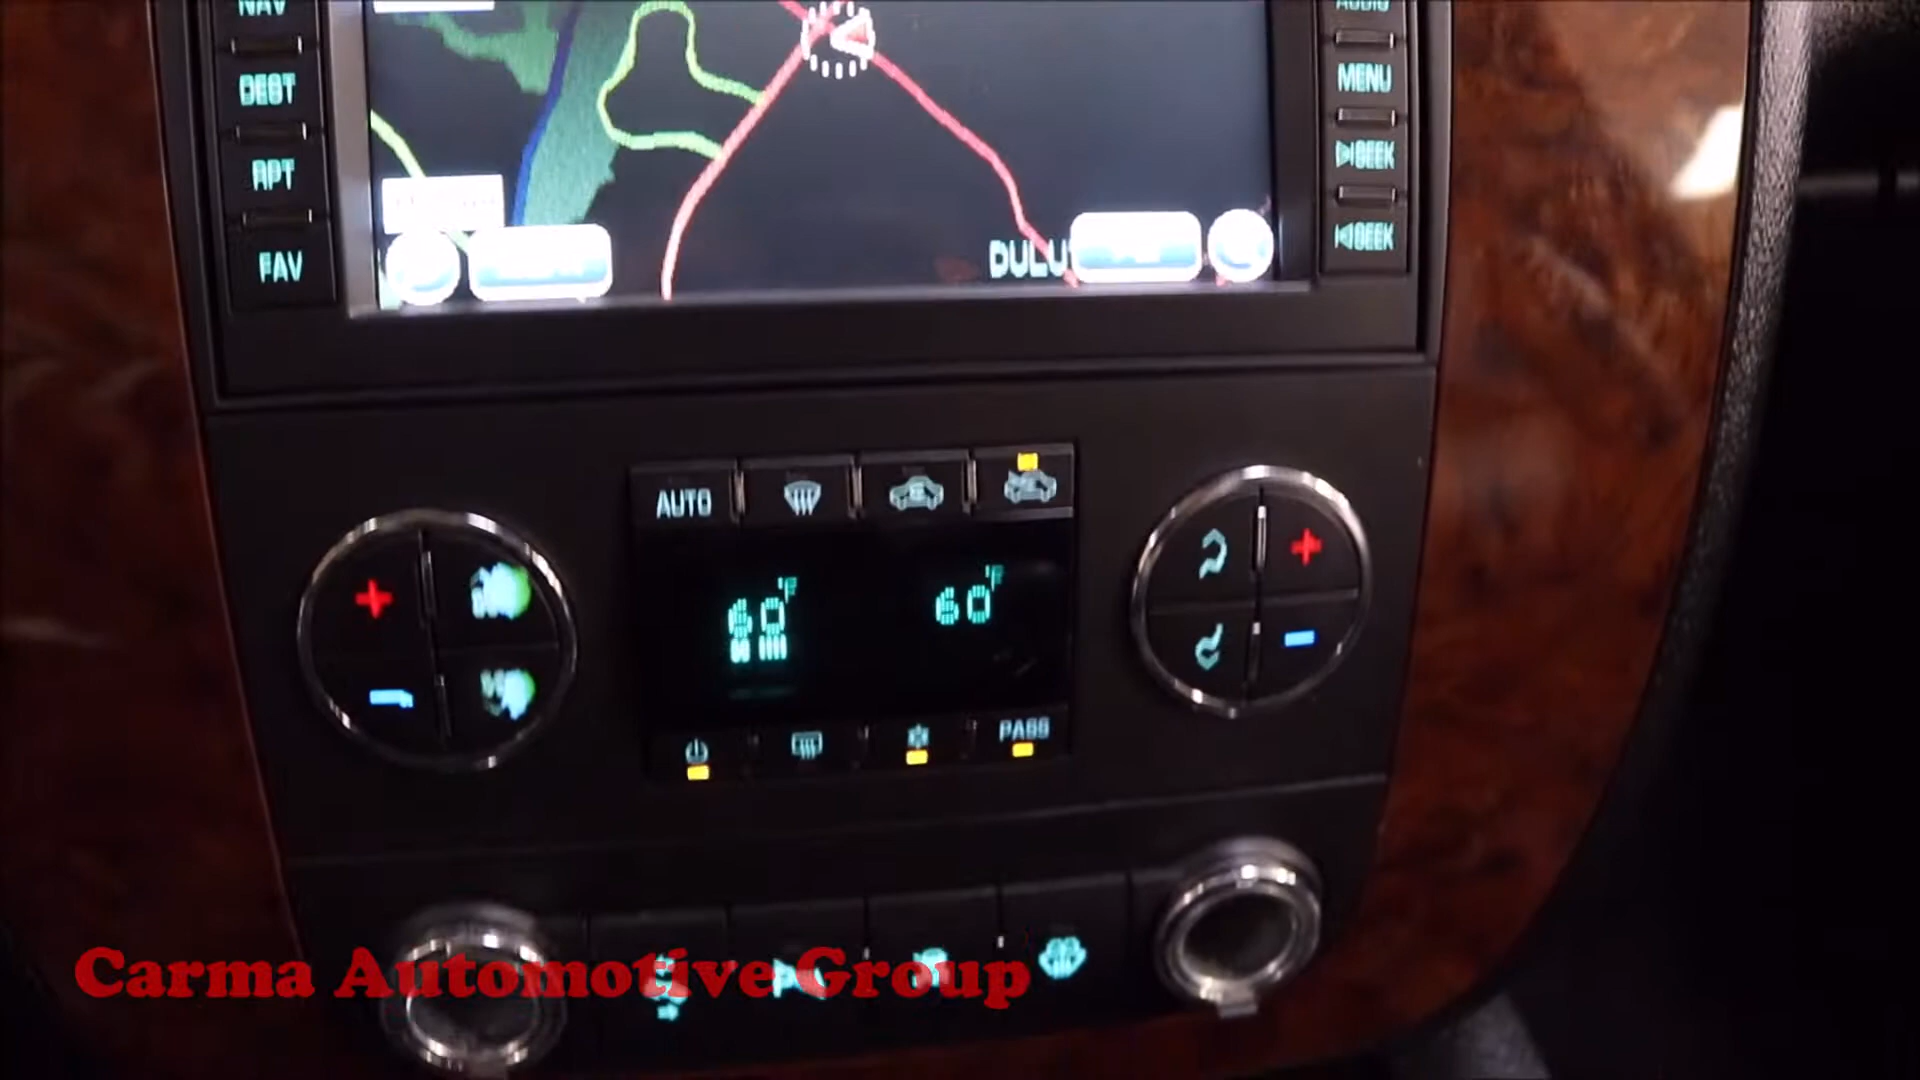 NAV
DEST
RPT
FAV
AUDIO
MENU
SEEK
SEEK
DULU
AUTO
60°F
60°F
PASS
Carma Automotive Group